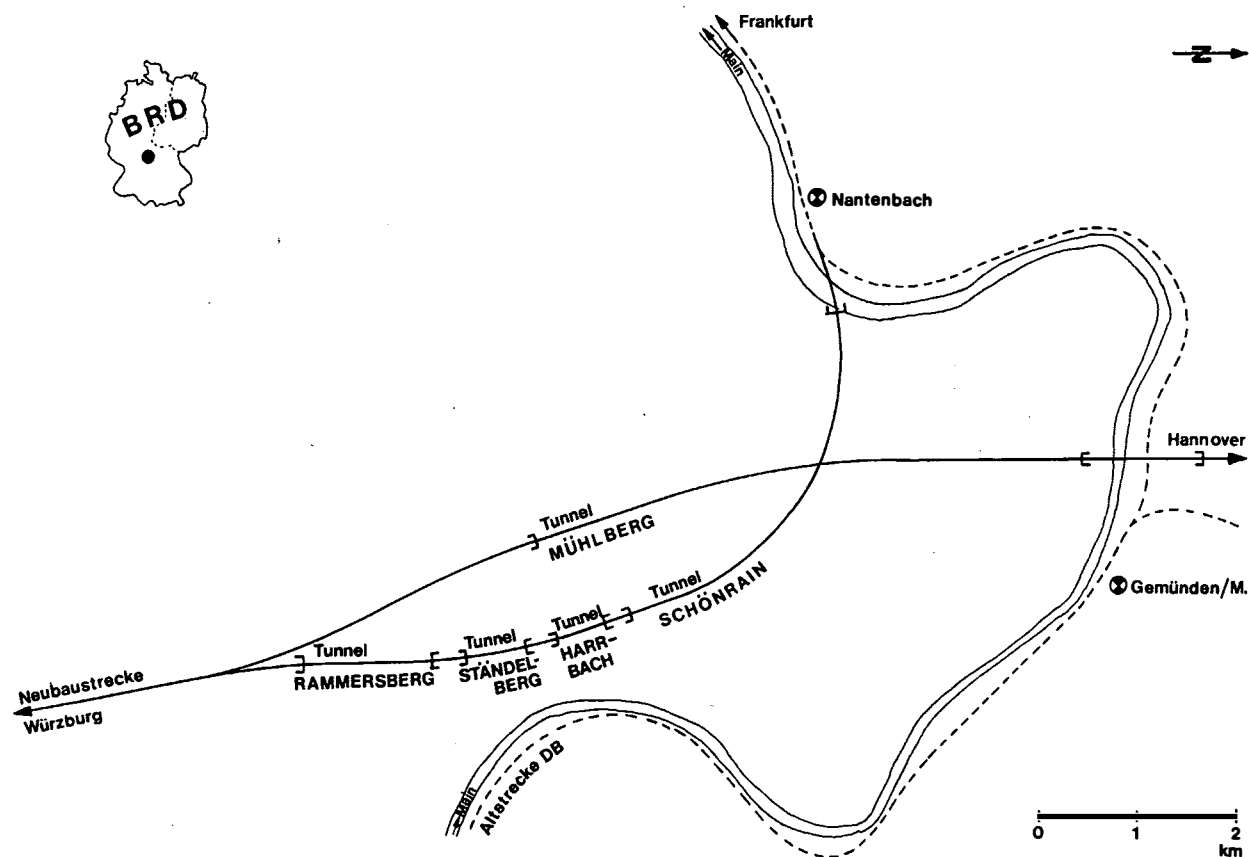 Frankfurt
Main
N
BRD
Nantenbach
Hannover
Tunnel
MÜHLBERG
Gemünden/M.
Tunnel
SCHÖNRAIN
Tunnel
HARR-
BACH
Tunnel
STÄNDEL-
BERG
Tunnel
RAMMERSBERG
Neubaustrecke
Würzburg
Altstrecke DB
Main
0 1 2
km